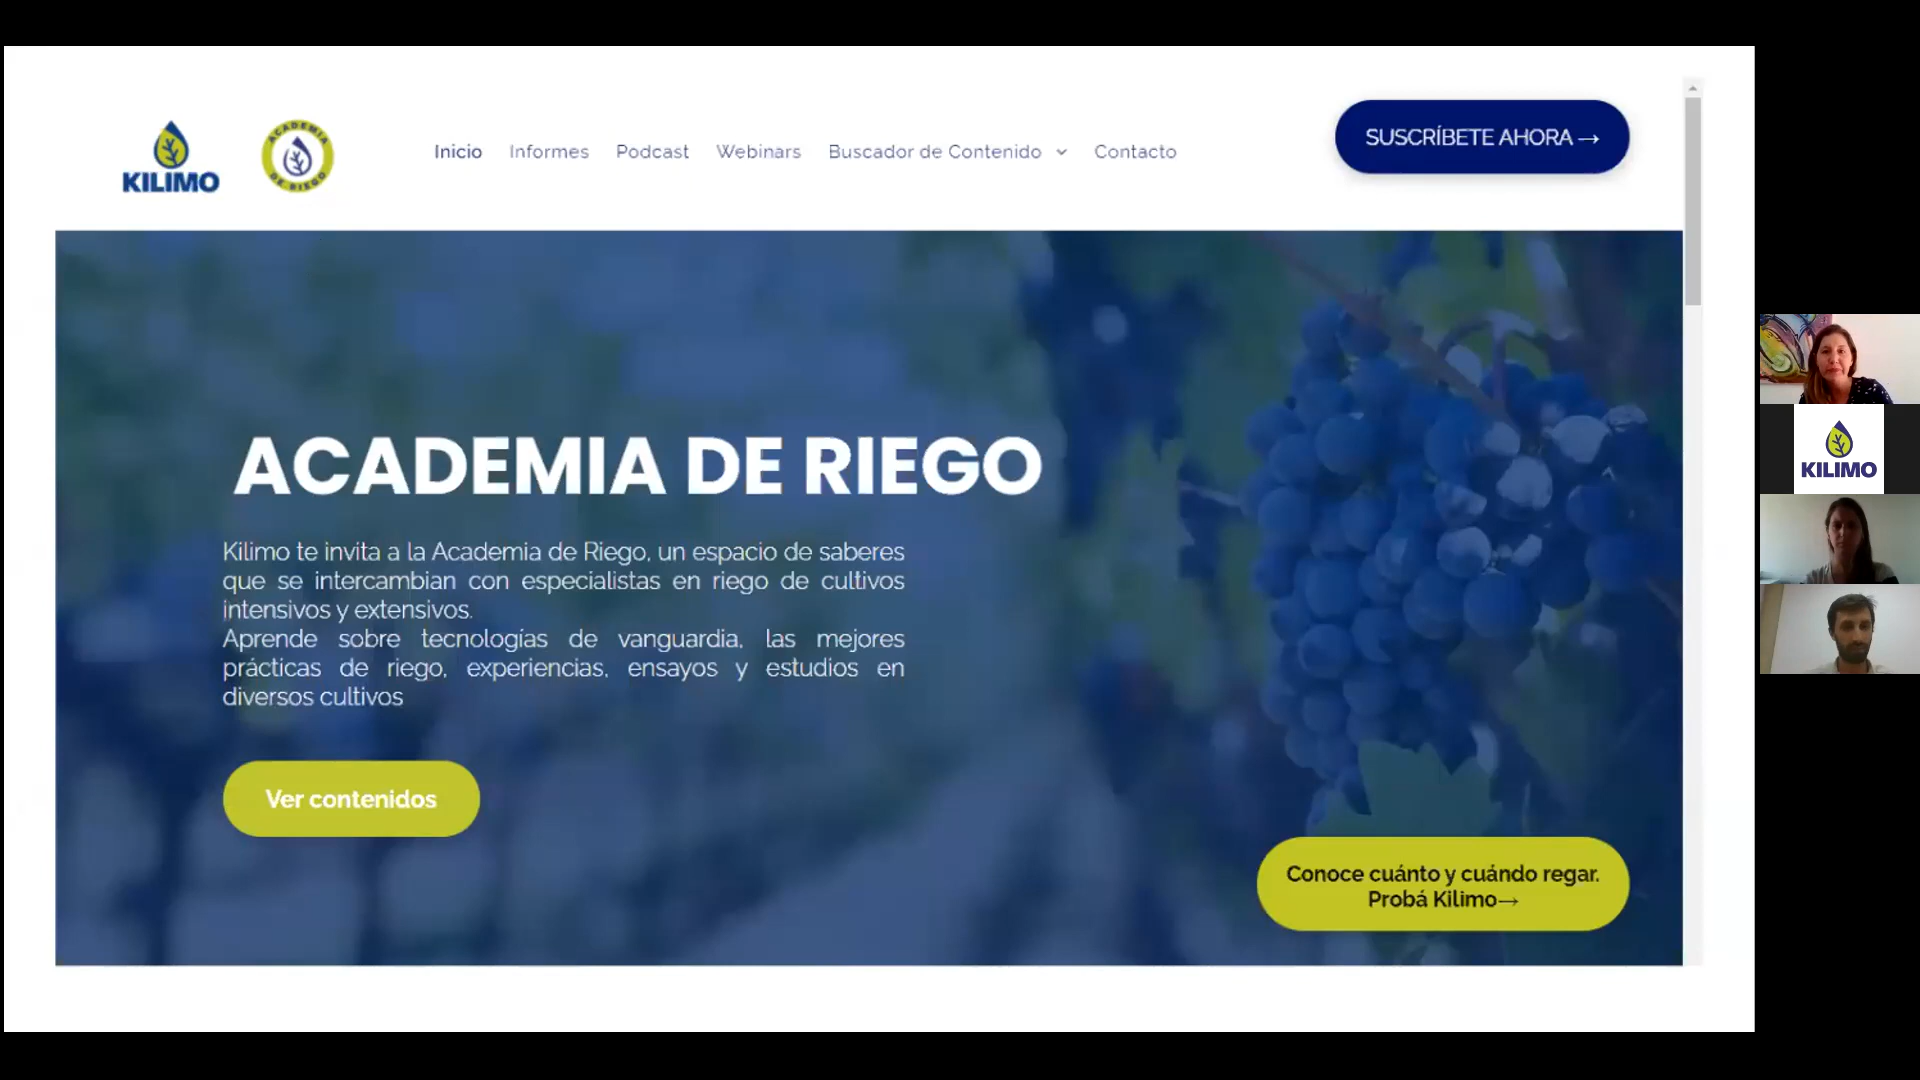 KILIMO
ACADEMIA
DE RIEGO
Inicio Informes Podcast Webinars Buscador de Contenido Contacto
SUSCRÍBETE AHORA →
ACADEMIA DE RIEGO
Kilimo te invita a la Academia de Riego, un espacio de saberes
que se intercambian con especialistas en riego de cultivos
intensivos y extensivos.
Aprende sobre tecnologías de vanguardia, las mejores
prácticas de riego, experiencias, ensayos y estudios en
diversos cultivos
Ver contenidos
Conoce cuánto y cuándo regar.
Probá Kilimo→
KILIMO